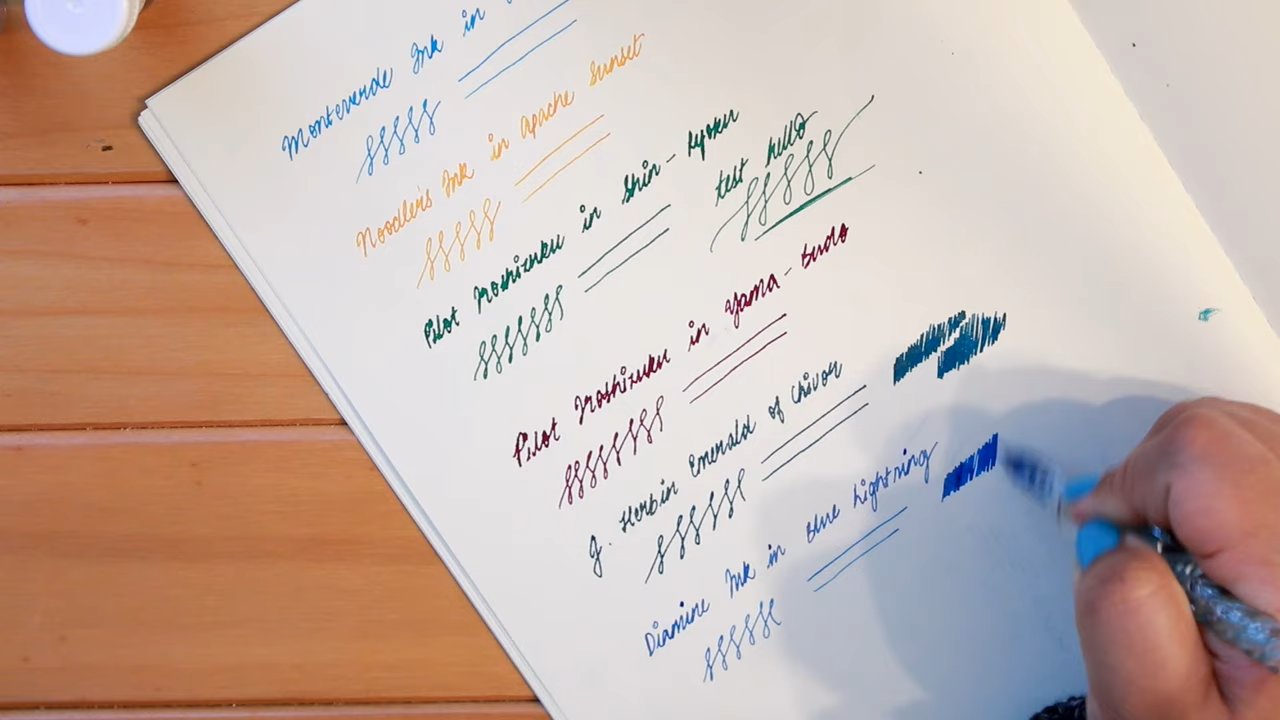 Monteverde Ink in
Noodler's Ink in Apache Sunset
Pilot Iroshizuku in Shin-Ryoku
test hello
Pilot Iroshizuku in Yama-budo
J. Herbin Emerald of Chivor
Diamine Ink in Blue Lightning